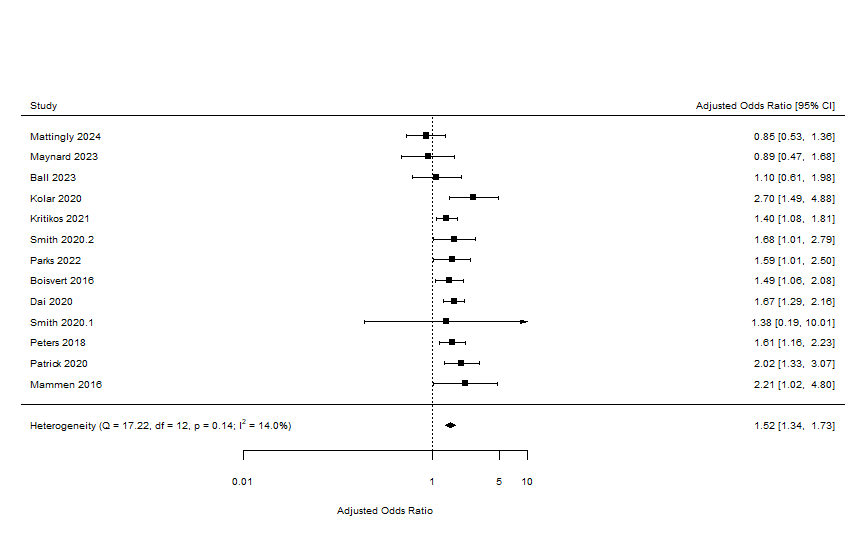 Study Adjusted Odds Ratio [95% CI]
Mattingly 2024 0.85 [0.53, 1.36]
Maynard 2023 0.89 [0.47, 1.68]
Ball 2023 1.10 [0.61, 1.98]
Kolar 2020 2.70 [1.49, 4.88]
Kritikos 2021 1.40 [1.08, 1.81]
Smith 2020.2 1.68 [1.01, 2.79]
Parks 2022 1.59 [1.01, 2.50]
Boisvert 2016 1.49 [1.06, 2.08]
Dai 2020 1.67 [1.29, 2.16]
Smith 2020.1 1.38 [0.19, 10.01]
Peters 2018 1.61 [1.16, 2.23]
Patrick 2020 2.02 [1.33, 3.07]
Mammen 2016 2.21 [1.02, 4.80]
Heterogeneity (Q = 17.22, df = 12, p = 0.14; I² = 14.0%) 1.52 [1.34, 1.73]
0.01 1 5 10
Adjusted Odds Ratio